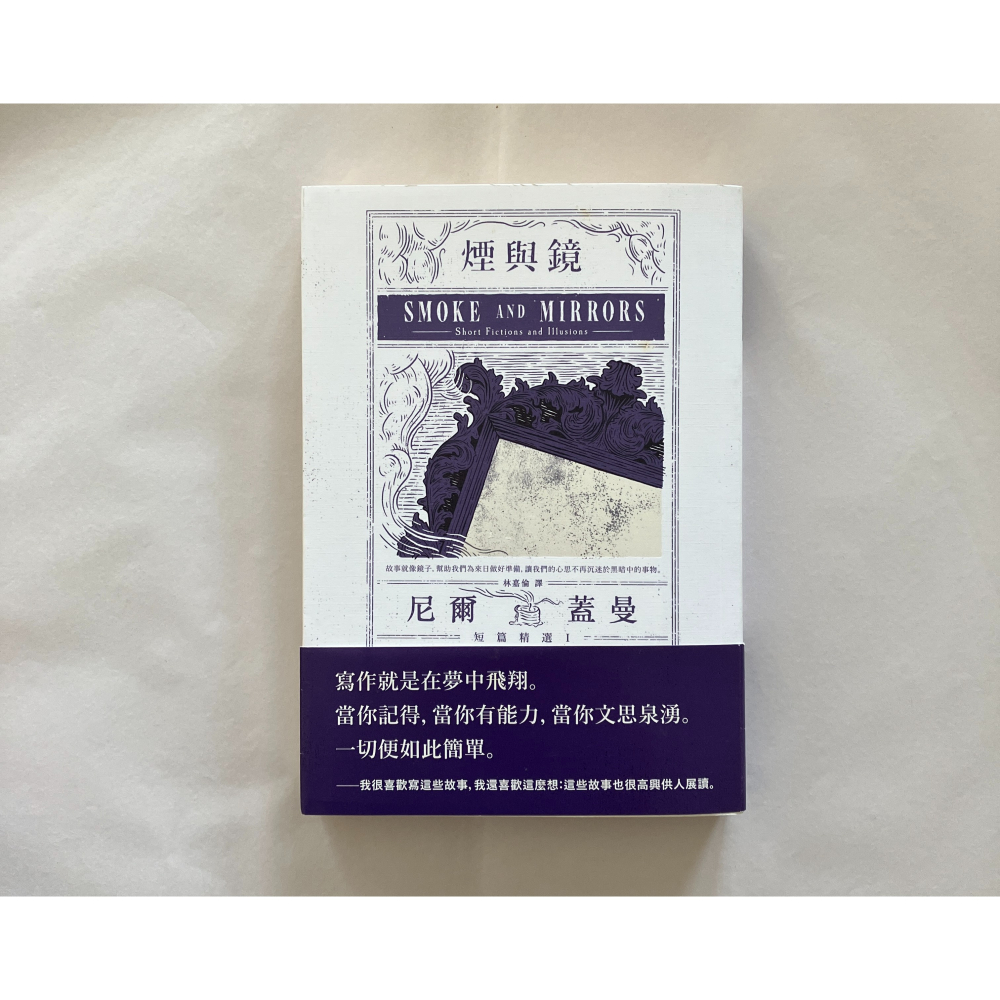 煙與鏡
SMOKE AND MIRRORS
Short Fictions and Illusions
故事就像鏡子,幫助我們為來日做好準備,讓我們的心思不再沉迷於黑暗中的事物。
林嘉倫 譯
尼爾 蓋曼
短篇精選 I
寫作就是在夢中飛翔。
當你記得,當你有能力,當你文思泉湧。
一切便如此簡單。
——我很喜歡寫這些故事,我還喜歡這麼想:這些故事也很高興供人展讀。